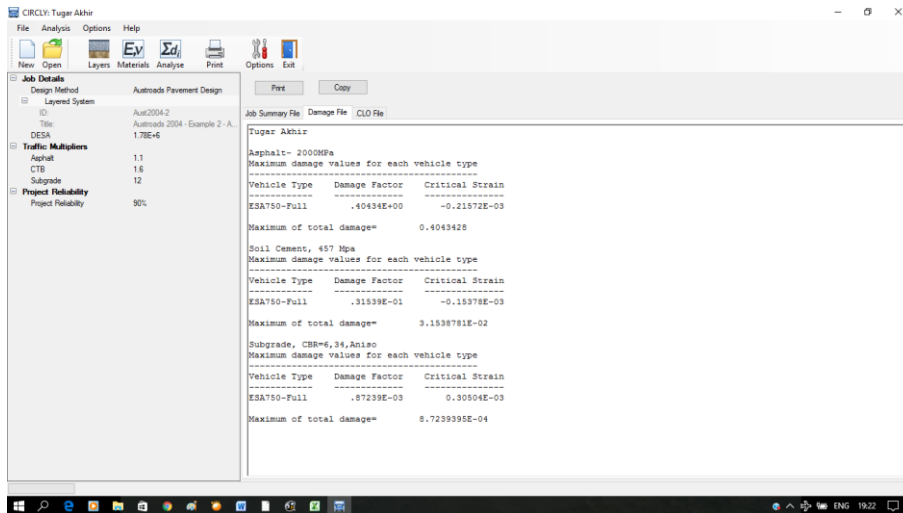 CIRCLY: Tugar Akhir
File Analysis Options Help
New Open Layers Materials Analyse Print Options Exit
Ev Σdi
Job Details
Design Method Austroads Pavement Design
Layered System
ID: Aust2004-2
Title: Austroads 2004 - Example 2 - A...
DESA 1.78E+6
Traffic Multipliers
Asphalt 1.1
CTB 1.6
Subgrade 12
Project Reliability
Project Reliability 90%
Print Copy
Job Summary File Damage File CLO File
Tugar Akhir
Asphalt- 2000MPa
Maximum damage values for each vehicle type
Vehicle Type Damage Factor Critical Strain
ESA750-Full .40434E+00 -0.21572E-03
Maximum of total damage= 0.4043428
Soil Cement, 457 Mpa
Maximum damage values for each vehicle type
Vehicle Type Damage Factor Critical Strain
ESA750-Full .31539E-01 -0.15378E-03
Maximum of total damage= 3.1538781E-02
Subgrade, CBR=6,34,Aniso
Maximum damage values for each vehicle type
Vehicle Type Damage Factor Critical Strain
ESA750-Full .87239E-03 0.30504E-03
Maximum of total damage= 8.7239395E-04
ENG 19:22